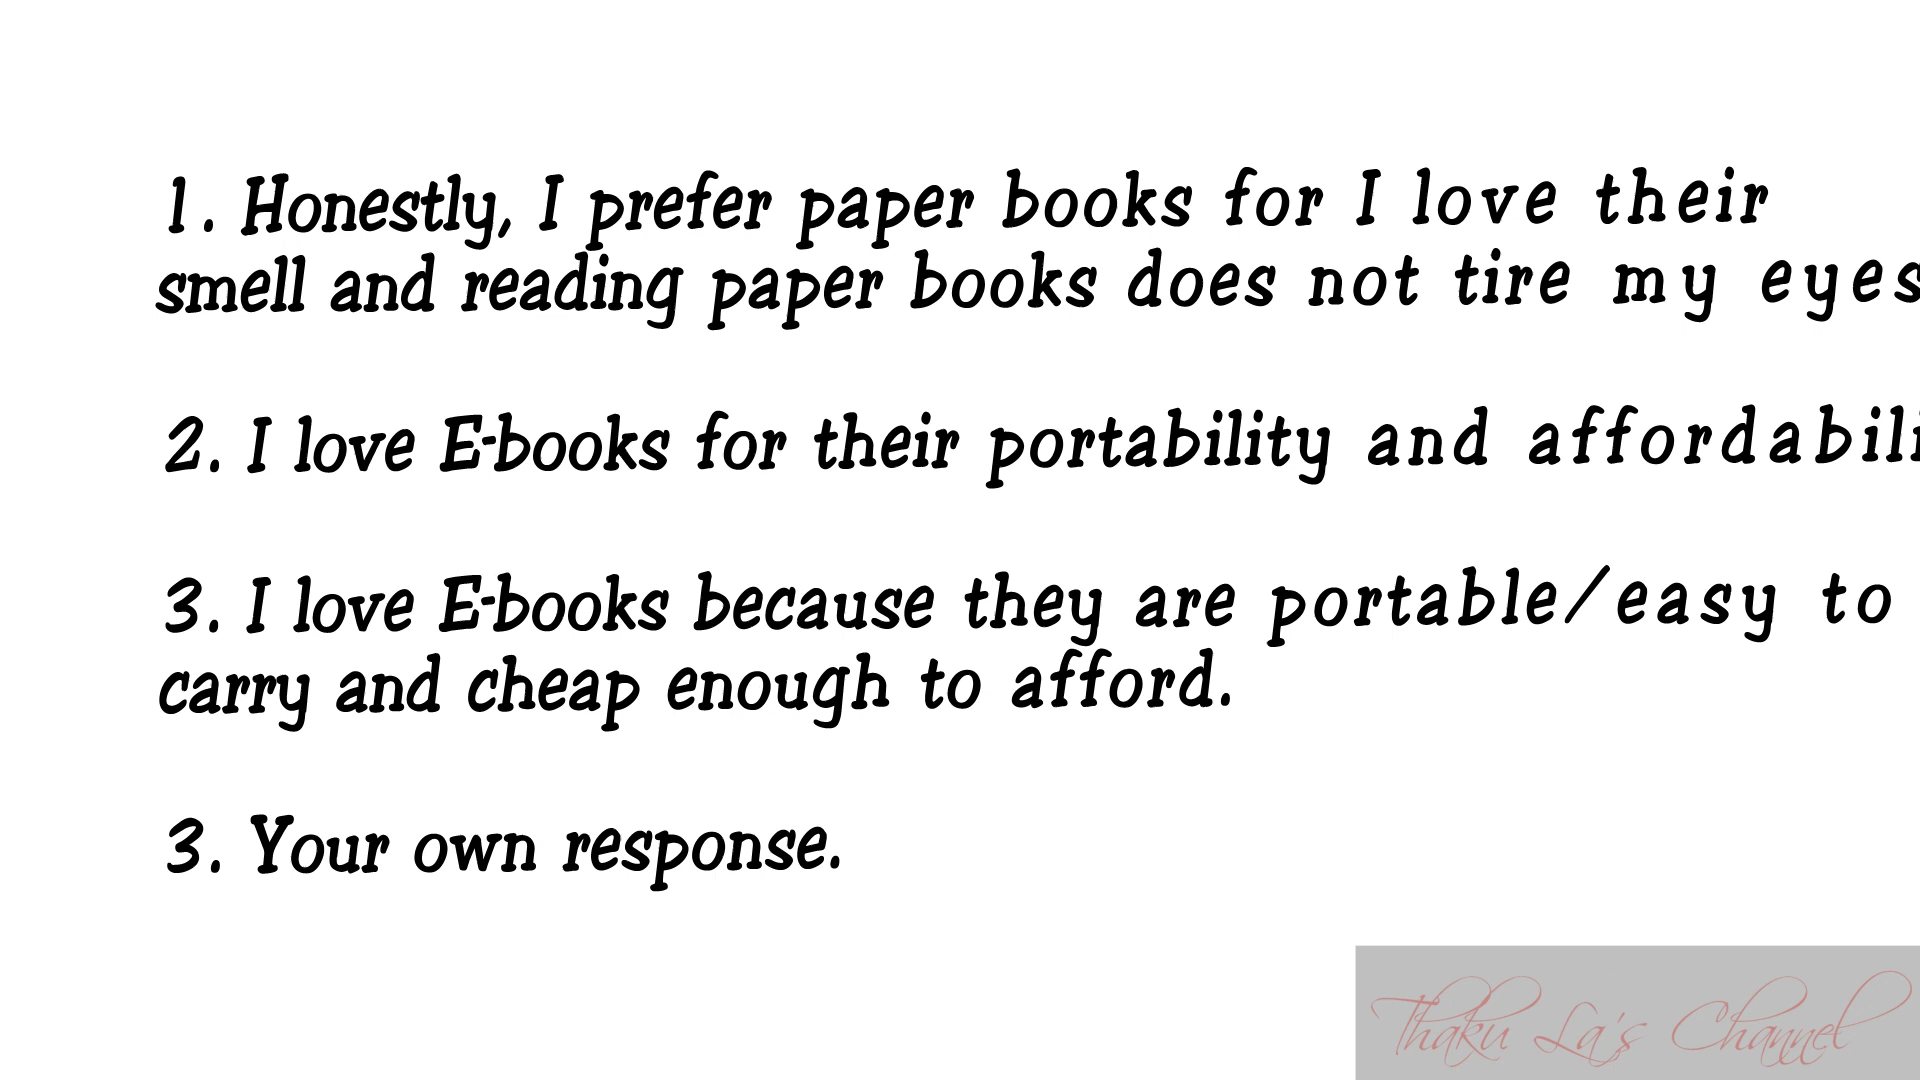 1. Honestly, I prefer paper books for I love their
smell and reading paper books does not tire my eyes
2. I love E-books for their portability and
3. I love E-books because they are portable/easy to
carry and cheap enough to afford.
3. Your own response.
Thaku La's Channel